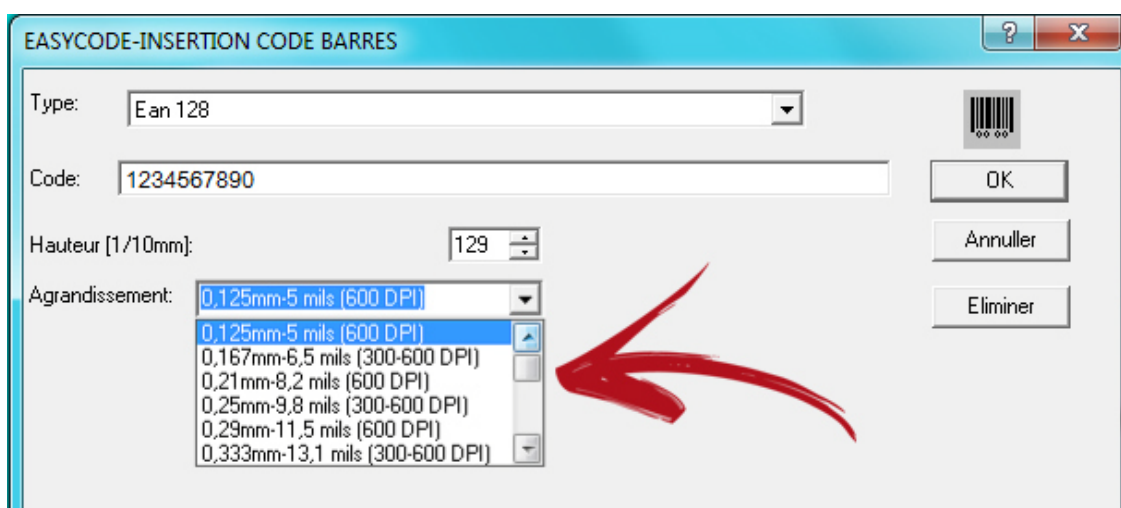 EASYCODE-INSERTION CODE BARRES
Type: Ean 128
Code: 1234567890
OK
Hauteur [1/10mm]: 129
Annuller
Agrandissement: 0,125mm-5 mils (600 DPI)
Eliminer
0,125mm-5 mils (600 DPI)
0,167mm-6,5 mils (300-600 DPI)
0,21mm-8,2 mils (600 DPI)
0,25mm-9,8 mils (300-600 DPI)
0,29mm-11,5 mils (600 DPI)
0,333mm-13,1 mils (300-600 DPI)